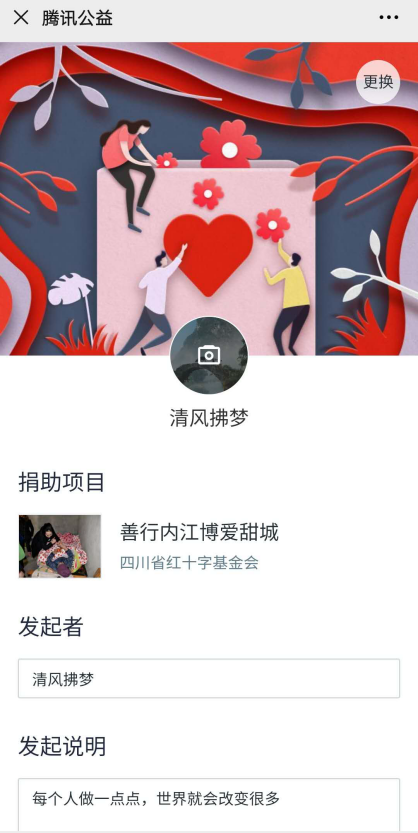 腾讯公益
更换
清风拂梦
捐助项目
善行内江博爱甜城
四川省红十字基金会
发起者
清风拂梦
发起说明
每个人做一点点，世界就会改变很多